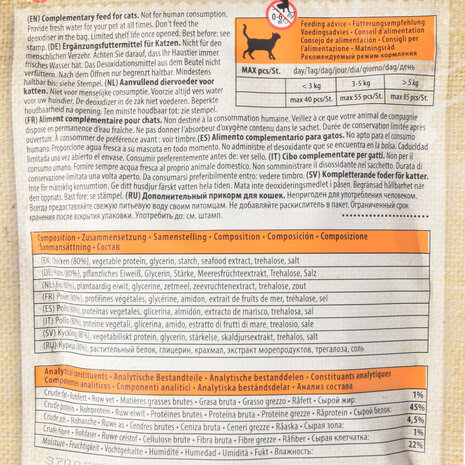 (EN) Complementary feed for cats. Not for human consumption.
Provide fresh water for your pet at all times. Don't feed the
deoxidiser in the bag. Limited shelf life once opened. Best before: see
stamp. (DE) Ergänzungsfuttermittel für Katzen. Nicht für den
menschlichen Verzehr. Achten Sie darauf, dass Ihr Haustier immer
frisches Wasser hat. Das Desoxidationsmittel aus dem Beutel nicht
verfüttern. Nach dem Öffnen nur begrenzt haltbar. Mindestens
haltbar bis: siehe Stempel. (NL) Aanvullend diervoeder voor
katten. Niet voor menselijke consumptie. Zorg altijd vers water
voor uw huisdier. De deoxidizer in de zak niet voeren. Beperkte
houdbaarheid na opening. Ten minste houdbaar tot: zie stempel.
(FR) Aliment complémentaire pour chats. Non destiné à la consommation humaine. Veillez à ce que votre animal de compagnie
dispose en permanence d'eau fraîche. Ne pas donner l'absorbeur d'oxygène contenu dans le sachet. Durée de conservation limitée après
ouverture. À consommer de préférence avant le : voir tampon. (ES) Alimento complementario para gatos. No apto para el consumo
humano. Proporcione agua fresca a su mascota en todo momento. No administre el desoxidante que se encuentra en la bolsa. Caducidad
limitada una vez abierto el envase. Consumir preferentemente antes de: ver sello. (IT) Cibo complementare per gatti. Non per il
consumo umano. Fornire sempre acqua fresca al proprio animale domestico. Non somministrare il disossidante nel sacchetto. Durata di
conservazione limitata una volta aperto. Da consumarsi preferibilmente entro: vedere timbro. (SV) Kompletterande foder för katter.
Inte för mänsklig konsumtion. Ge ditt husdjur färskt vatten hela tiden. Mata inte deoxideringsmedlet i påsen. Begränsad hållbarhet när
den öppnats. Bäst före: se stämpel. (RU) Дополнительный прикорм для кошек. Непригоден для употребления человеком.
Всегда предоставляйте свежую питьевую воду своим питомцам. Не добавляйте раскислитель в пакет. Ограниченный срок
хранения после вскрытия упаковки. Употребить до: см. штамп.
0-6
Feeding advice • Fütterungsempfehlung
Voedingsadvies • Conseil d'alimentation
Consejo de alimentación • Consigli per
l'alimentazione • Matningsråd
Рекомендуемый режим кормления
MAX pcs/St. day/Tag/dag/jour/día/giorno/dag/день
< 3 kg 3-5 kg > 5 kg
max 40 pcs/St. max 55 pcs/St. max 85 pcs/St.
Composition • Zusammensetzung • Samenstelling • Composition • Composición • Composizione
Sammansättning • Состав
(EN) Chicken (80%), vegetable protein, glycerin, starch, seafood extract, trehalose, salt
(DE) Huhn (80%), pflanzliches Eiweiß, Glycerin, Stärke, Meeresfrüchteextrakt, Trehalose, Salz
(NL) Kip (80%), plantaardig eiwit, glycerine, zetmeel, zeevruchtenextract, trehalose, zout
(FR) Poulet (80%), protéines végétales, glycérine, amidon, extrait de fruits de mer, trehalose, sel
(ES) Pollo (80%), proteínas vegetales, glicerina, almidón, extracto de marisco, trehalosa, sal
(IT) Pollo (80%), proteine vegetali, glicerina, amido, estratto di frutti di mare, trealosio, sale
(SV) Kyckling (80%), vegetabiliskt protein, glycerin, stärkelse, skaldjursextrakt, trehalos, salt
(RU) Курица (80%), растительный белок, глицерин, крахмал, экстракт морепродуктов, трегалоза, соль
Analytical constituents • Analytische Bestandteile • Analytische bestanddelen • Constituants analytiques
Componentes analíticos • Componenti analitici • Analytiska beståndsdelar • Анализ состава
Crude fat • Rohfett • Ruw vet • Matières grasses brutes • Grasa bruta • Grasso grezzo • Råfett • Сырой жир: 1%
Crude protein • Rohprotein • Ruw eiwit • Protéines brutes • Proteína bruta • Proteine grezze • Råprotein • Сырой белок: 45%
Crude ash • Rohasche • Ruwe as • Cendres brutes • Ceniza bruta • Ceneri grezze • Råaska • Сырая зола: 4,5%
Crude fibre • Rohfaser • Ruwe celstof • Cellulose brute • Fibra bruta • Fibre grezze • Råfiber • Сырая клетчатка: 1%
Moisture • Feuchtigkeit • Vochtgehalte • Humidité • Humedad • Umidità • Fukt • Влажность: 22%